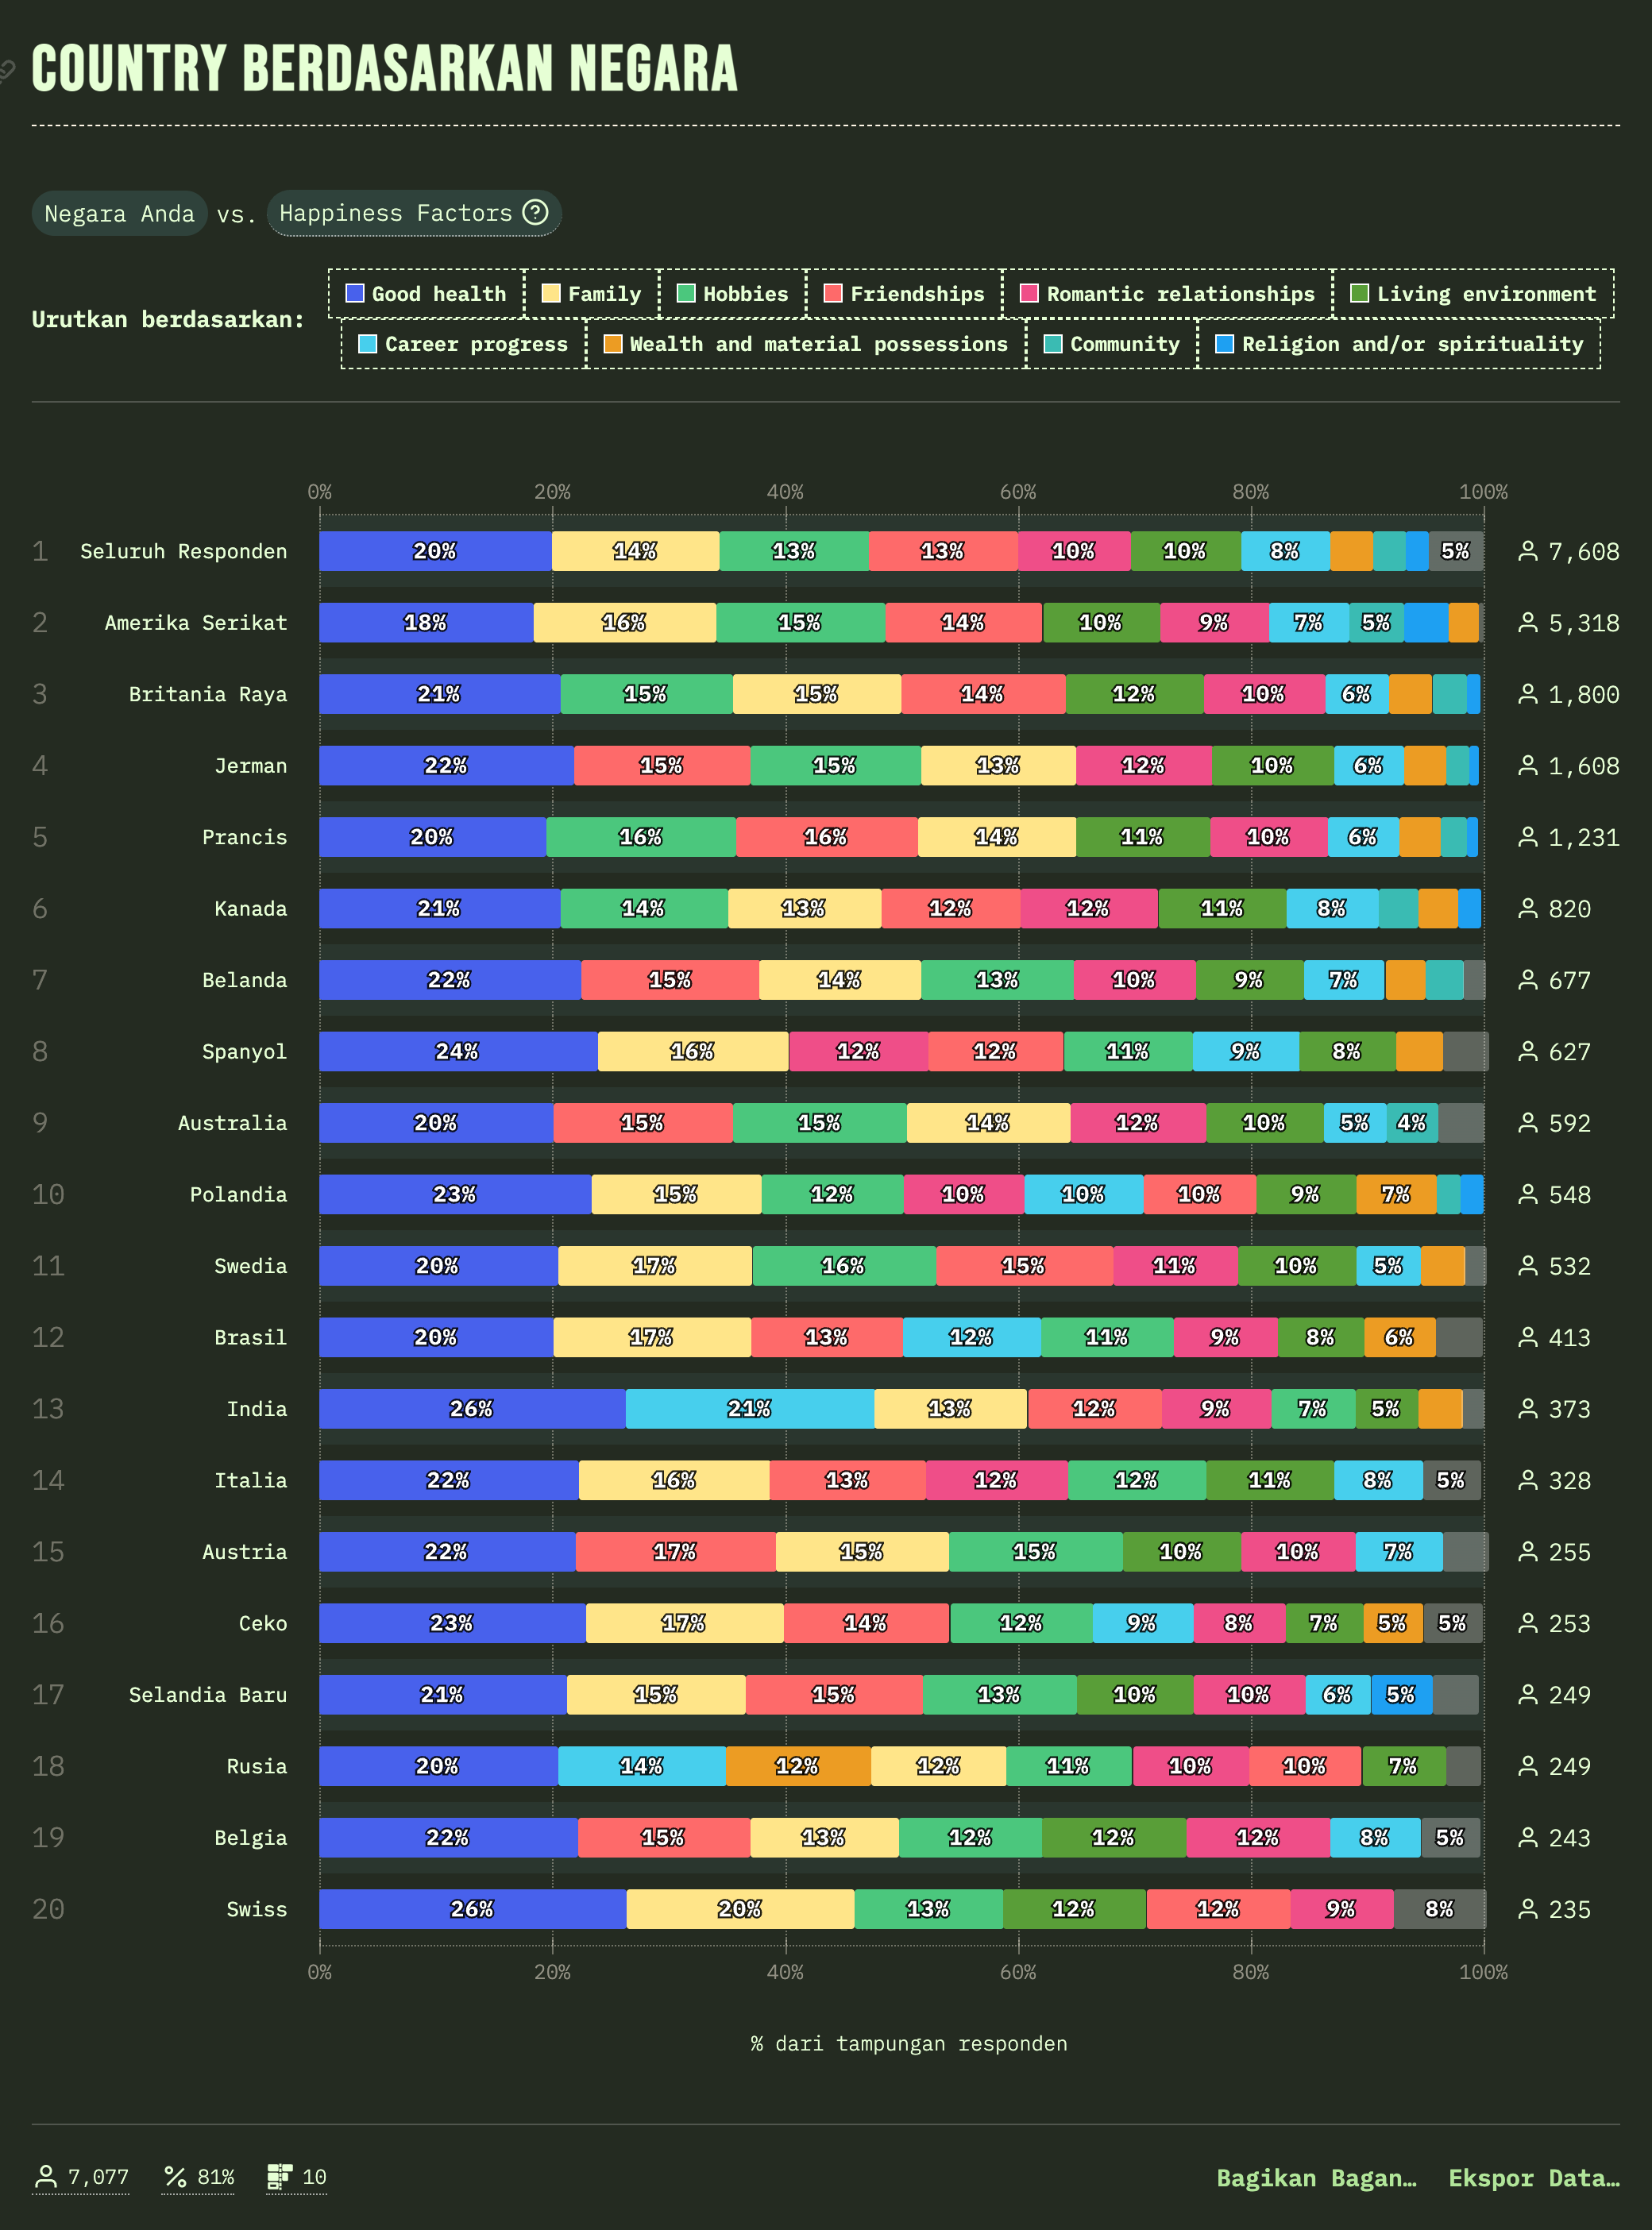 COUNTRY BERDASARKAN NEGARA
Negara Anda vs. Happiness Factors ?
Urutkan berdasarkan:
Good health Family Hobbies Friendships Romantic relationships Living environment
Career progress Wealth and material possessions Community Religion and/or spirituality
0% 20% 40% 60% 80% 100%
1 Seluruh Responden 20% 14% 13% 13% 10% 10% 8% 5% 7,608
2 Amerika Serikat 18% 16% 15% 14% 10% 9% 7% 5% 5,318
3 Britania Raya 21% 15% 15% 14% 12% 10% 6% 1,800
4 Jerman 22% 15% 15% 13% 12% 10% 6% 1,608
5 Prancis 20% 16% 16% 14% 11% 10% 6% 1,231
6 Kanada 21% 14% 13% 12% 12% 11% 8% 820
7 Belanda 22% 15% 14% 13% 10% 9% 7% 677
8 Spanyol 24% 16% 12% 12% 11% 9% 8% 627
9 Australia 20% 15% 15% 14% 12% 10% 5% 4% 592
10 Polandia 23% 15% 12% 10% 10% 10% 9% 7% 548
11 Swedia 20% 17% 16% 15% 11% 10% 5% 532
12 Brasil 20% 17% 13% 12% 11% 9% 8% 6% 413
13 India 26% 21% 13% 12% 9% 7% 5% 373
14 Italia 22% 16% 13% 12% 12% 11% 8% 5% 328
15 Austria 22% 17% 15% 15% 10% 10% 7% 255
16 Ceko 23% 17% 14% 12% 9% 8% 7% 5% 5% 253
17 Selandia Baru 21% 15% 15% 13% 10% 10% 6% 5% 249
18 Rusia 20% 14% 12% 12% 11% 10% 10% 7% 249
19 Belgia 22% 15% 13% 12% 12% 12% 8% 5% 243
20 Swiss 26% 20% 13% 12% 12% 9% 8% 235
0% 20% 40% 60% 80% 100%
% dari tampungan responden
7,077 81% 10 Bagikan Bagan… Ekspor Data…